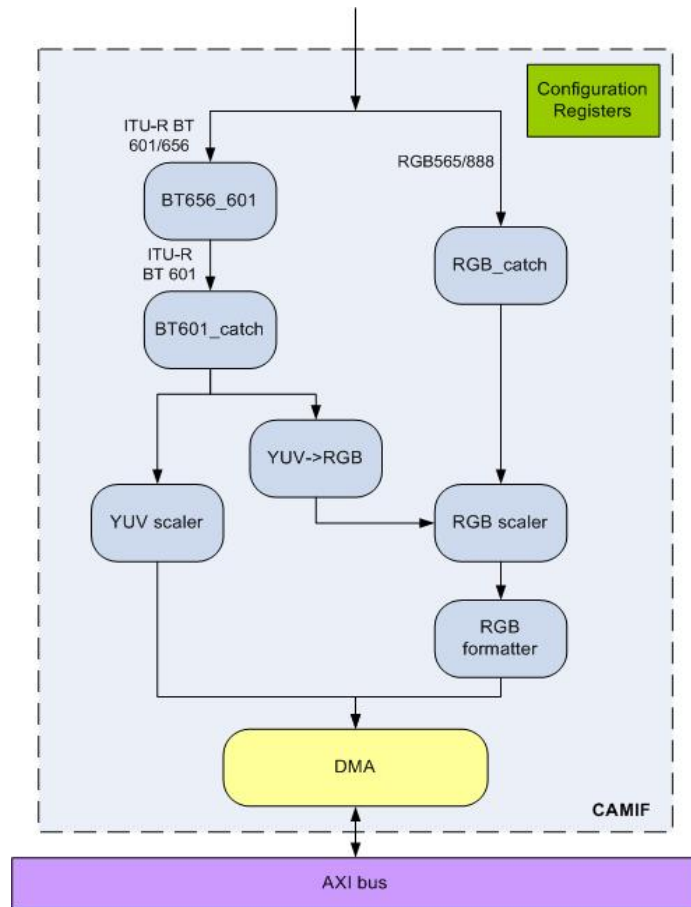 Configuration
Registers
ITU-R BT
601/656
RGB565/888
BT656_601
ITU-R
BT 601
RGB_catch
BT601_catch
YUV->RGB
YUV scaler
RGB scaler
RGB
formatter
DMA
CAMIF
AXI bus